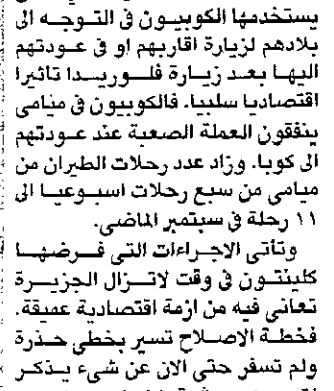 يستخدمها الكوبيون في التوجه الى
بلادهم لزيارة اقاربهم او في عودتهم
اليها بعد زيارة فلوريدا تاثيرا
اقتصاديا سلبيا. فالكوبيون في ميامي
ينفقون العملة الصعبة عند عودتهم
الى كوبا. وزاد عدد رحلات الطيران من
ميامي من سبع رحلات اسبوعيا الى
١١ رحلة في سبتمبر الماضي.
وتأتي الاجراءات التي فرضها
كلينتون في وقت لاتزال الجزيرة
تعاني فيه من ازمة اقتصادية عميقة.
فخطة الاصلاح تسير بخطى حذرة
ولم تسفر حتى الان عن شيء يذكر